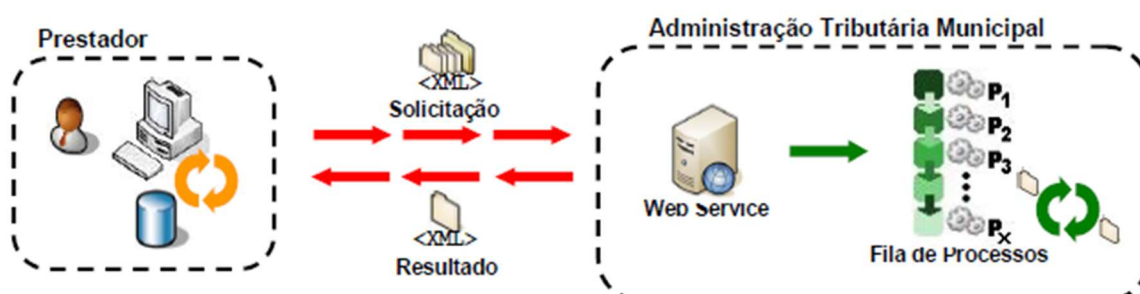 Prestador
Administração Tributária Municipal
<XML>
Solicitação
P1
P2
P3
Px
Web Service
Fila de Processos
<XML>
Resultado